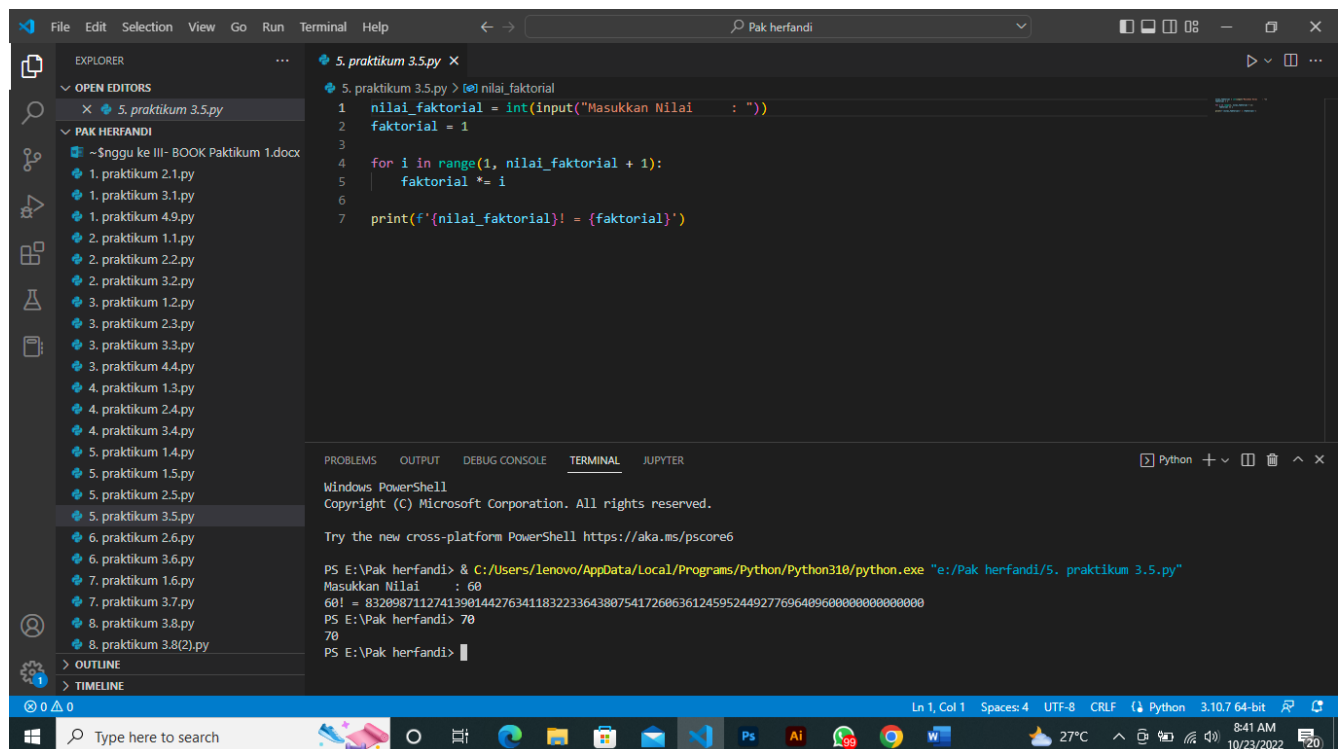 File Edit Selection View Go Run Terminal Help
Pak herfandi
EXPLORER
OPEN EDITORS
5. praktikum 3.5.py
PAK HERFANDI
~$nggu ke III- BOOK Paktikum 1.docx
1. praktikum 2.1.py
1. praktikum 3.1.py
1. praktikum 4.9.py
2. praktikum 1.1.py
2. praktikum 2.2.py
2. praktikum 3.2.py
3. praktikum 1.2.py
3. praktikum 2.3.py
3. praktikum 3.3.py
3. praktikum 4.4.py
4. praktikum 1.3.py
4. praktikum 2.4.py
4. praktikum 3.4.py
5. praktikum 1.4.py
5. praktikum 1.5.py
5. praktikum 2.5.py
5. praktikum 3.5.py
6. praktikum 2.6.py
6. praktikum 3.6.py
7. praktikum 1.6.py
7. praktikum 3.7.py
8. praktikum 3.8.py
8. praktikum 3.8(2).py
OUTLINE
TIMELINE
5. praktikum 3.5.py
5. praktikum 3.5.py > nilai_faktorial
1 nilai_faktorial = int(input("Masukkan Nilai     : "))
2 faktorial = 1
3
4 for i in range(1, nilai_faktorial + 1):
5     faktorial *= i
6
7 print(f'{nilai_faktorial}! = {faktorial}')
PROBLEMS OUTPUT DEBUG CONSOLE TERMINAL JUPYTER
Python
Windows PowerShell
Copyright (C) Microsoft Corporation. All rights reserved.
Try the new cross-platform PowerShell https://aka.ms/pscore6
PS E:\Pak herfandi> & C:/Users/lenovo/AppData/Local/Programs/Python/Python310/python.exe "e:/Pak herfandi/5. praktikum 3.5.py"
Masukkan Nilai     : 60
60! = 8320987112741390144276341183223364380754172606361245952449277696409600000000000000
PS E:\Pak herfandi> 70
70
PS E:\Pak herfandi>
1
0 0
Ln 1, Col 1 Spaces: 4 UTF-8 CRLF Python 3.10.7 64-bit
Type here to search
Ps Ai 99 W
27°C
8:41 AM
10/23/2022
20